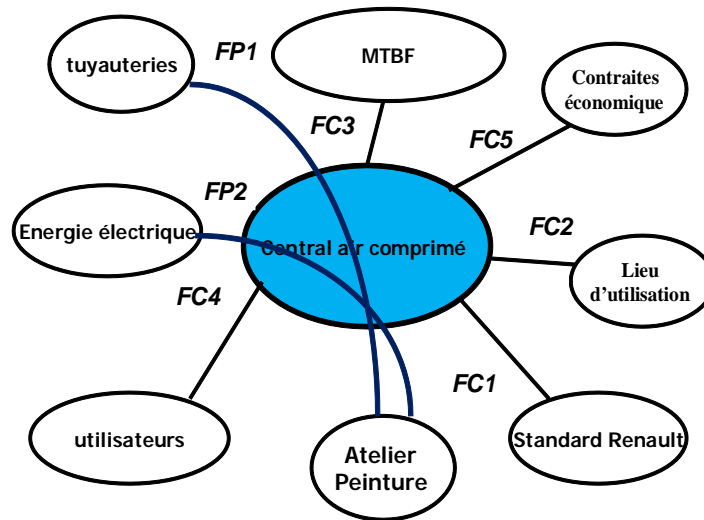 FP1
MTBF
tuyauteries
Contraites
économique
FC3
FC5
FP2
Energie électrique
Central air comprimé
FC2
Lieu
d'utilisation
FC4
FC1
utilisateurs
Atelier
Peinture
Standard Renault